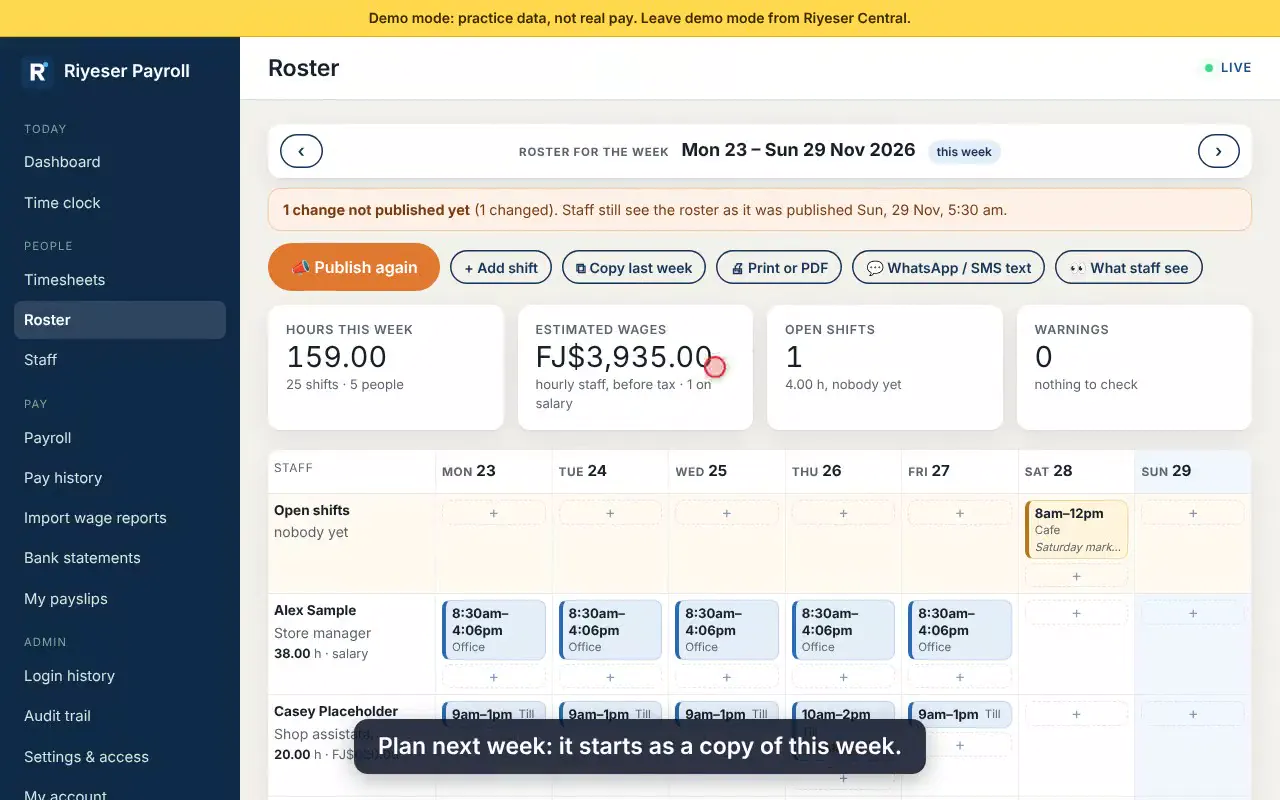 Demo mode: practice data, not real pay. Leave demo mode from Riyeser Central.
Riyeser Payroll
TODAY
Dashboard
Time clock
PEOPLE
Timesheets
Roster
Staff
PAY
Payroll
Pay history
Import wage reports
Bank statements
My payslips
ADMIN
Login history
Audit trail
Settings & access
My account
Roster
LIVE
‹
ROSTER FOR THE WEEK Mon 23 – Sun 29 Nov 2026 this week
›
1 change not published yet (1 changed). Staff still see the roster as it was published Sun, 29 Nov, 5:30 am.
📣 Publish again
+ Add shift
⧉ Copy last week
🖨 Print or PDF
💬 WhatsApp / SMS text
👀 What staff see
HOURS THIS WEEK
159.00
25 shifts · 5 people
ESTIMATED WAGES
FJ$3,935.00
hourly staff, before tax · 1 on
salary
OPEN SHIFTS
1
4.00 h, nobody yet
WARNINGS
0
nothing to check
STAFF MON 23 TUE 24 WED 25 THU 26 FRI 27 SAT 28 SUN 29
Open shifts
nobody yet
+ + + + +
8am–12pm
Cafe
Saturday mark...
+
+
Alex Sample
Store manager
38.00 h · salary
8:30am–
4:06pm
Office
+
8:30am–
4:06pm
Office
+
8:30am–
4:06pm
Office
+
8:30am–
4:06pm
Office
+
8:30am–
4:06pm
Office
+
+ +
Casey Placeholder
Shop assista
20.00 h · FJ$
9am–1pm Till
9am–1pm Till
9am–1pm Till
10am–2pm
+
9am–1pm Till
+
+ +
Plan next week: it starts as a copy of this week.